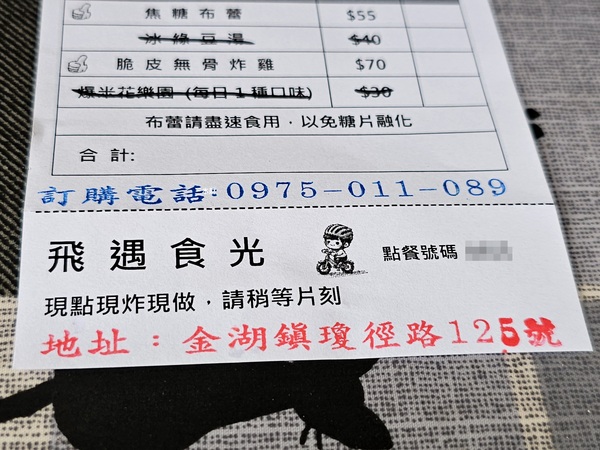 焦糖布蕾 $55
冰綠豆湯 $40
脆皮無骨炸雞 $70
爆米花樂園 (每日1種口味) $30
布蕾請盡速食用，以免糖片融化
合計:
訂購電話:0975-011-089
飛遇食光 點餐號碼
現點現炸現做，請稍等片刻
地址：金湖鎮瓊徑路125號